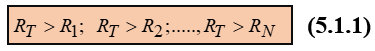 R_T > R_1; R_T > R_2;....., R_T > R_N (5.1.1)